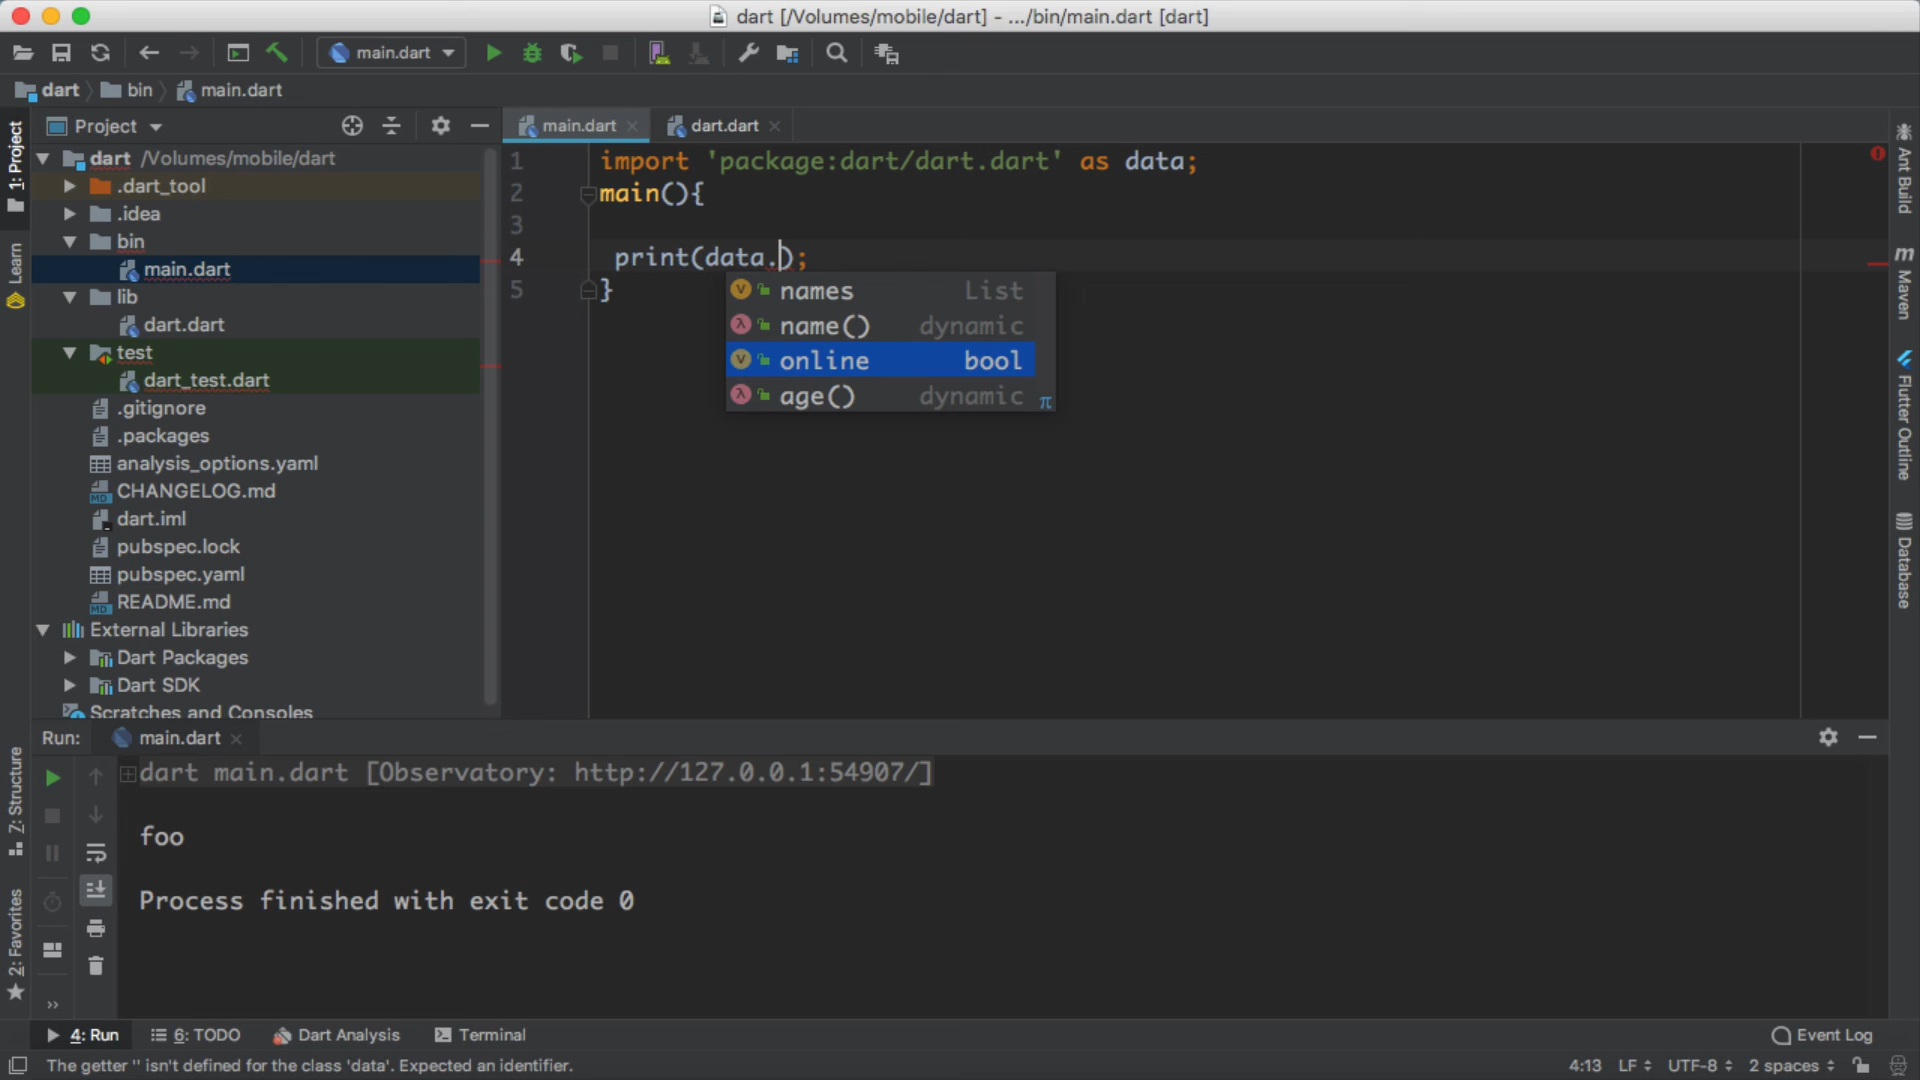 dart [/Volumes/mobile/dart] - .../bin/main.dart [dart]
main.dart
dart
bin
main.dart
Project
main.dart
dart.dart
1: Project
Learn
7: Structure
2: Favorites
dart /Volumes/mobile/dart
.dart_tool
.idea
bin
main.dart
lib
dart.dart
test
dart_test.dart
.gitignore
.packages
analysis_options.yaml
CHANGELOG.md
dart.iml
pubspec.lock
pubspec.yaml
README.md
External Libraries
Dart Packages
Dart SDK
Scratches and Consoles
1 import 'package:dart/dart.dart' as data;
2 main(){
3
4 print(data.);
5 }
names List
name() dynamic
online bool
age() dynamic
π
Ant Build
Maven
Flutter Outline
Database
Run: main.dart
dart main.dart [Observatory: http://127.0.0.1:54907/]
foo
Process finished with exit code 0
4: Run
6: TODO
Dart Analysis
Terminal
Event Log
The getter '' isn't defined for the class 'data'. Expected an identifier.
4:13 LF UTF-8 2 spaces